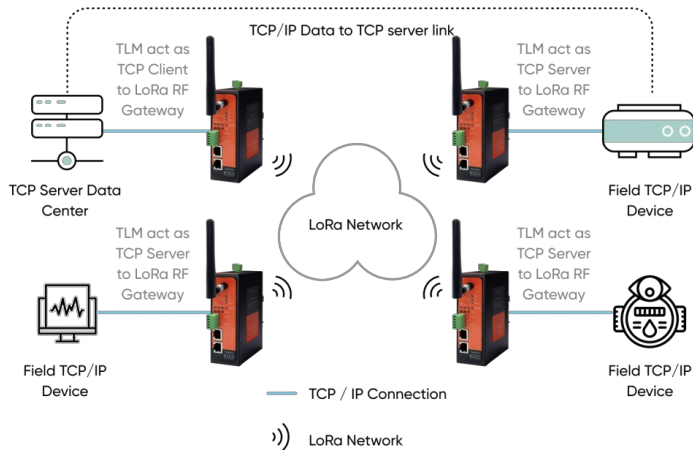 TCP/IP Data to TCP server link
TLM act as
TCP Client
to LoRa RF
Gateway
TLM act as
TCP Server
to LoRa RF
Gateway
TCP Server Data
Center
Field TCP/IP
Device
LoRa Network
TLM act as
TCP Server
to LoRa RF
Gateway
TLM act as
TCP Server
to LoRa RF
Gateway
Field TCP/IP
Device
Field TCP/IP
Device
TCP / IP Connection
LoRa Network